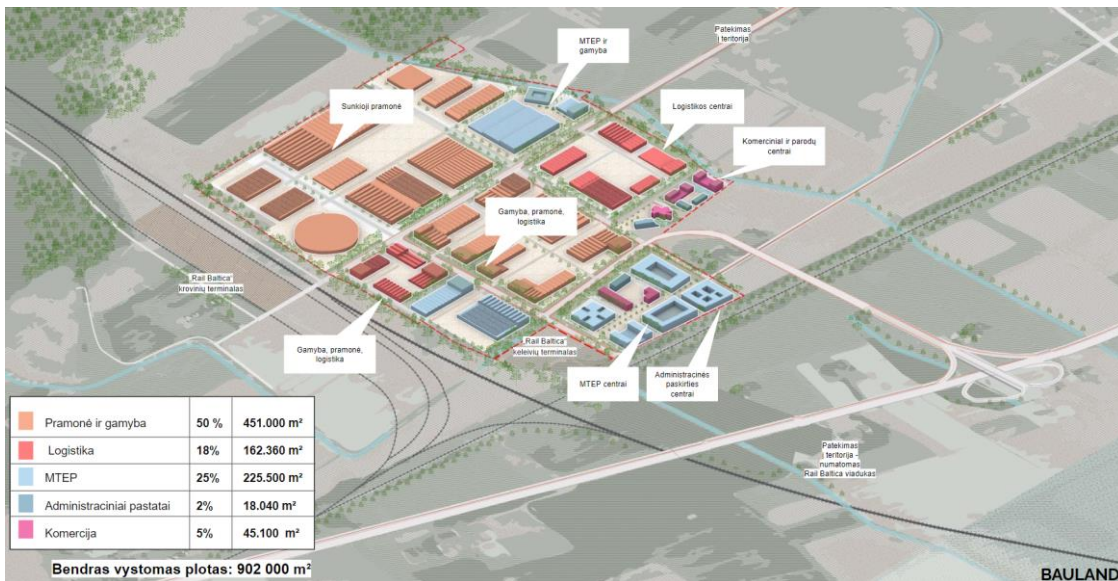 MTEP ir
gamyba
Patekimas
į teritorija
Sunkioji pramonė
Logistikos centrai
Komerciniai ir parodų
centrai
Gamyba, pramonė,
logistika
„Rail Baltica“
krovinių terminalas
Gamyba, pramonė,
logistika
„Rail Baltica“
keleivių terminalas
MTEP centrai
Administracinės
paskirties
centrai
Patekimas
į teritorija -
numatomas
Rail Baltica viadukas
Pramonė ir gamyba 50 % 451.000 m²
Logistika 18% 162.360 m²
MTEP 25% 225.500 m²
Administraciniai pastatai 2% 18.040 m²
Komercija 5% 45.100 m²
Bendras vystomas plotas: 902 000 m²
BAULAND